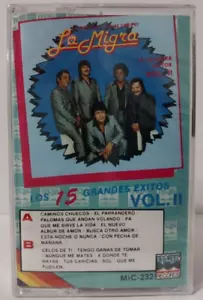 La Migra
LOS 15 GRANDES EXITOS
VOL. II
A
B
CAMINOS CHUECOS · EL PARRANDERO
PALOMAS QUE ANDAN VOLANDO · PA
QUE ME SIRVE LA VIDA · EL NUEVO
ALBUR DE AMOR · BUSCA OTRO AMOR
ESTA NOCHE O NUNCA · CON FECHA DE
MAÑANA
CELOS DE TI · TENGO GANAS DE TOMAR
AUNQUE ME MATES · A DONDE TE
HAYAS · TUS CARICIAS · SOL QUE ME
MIC-232